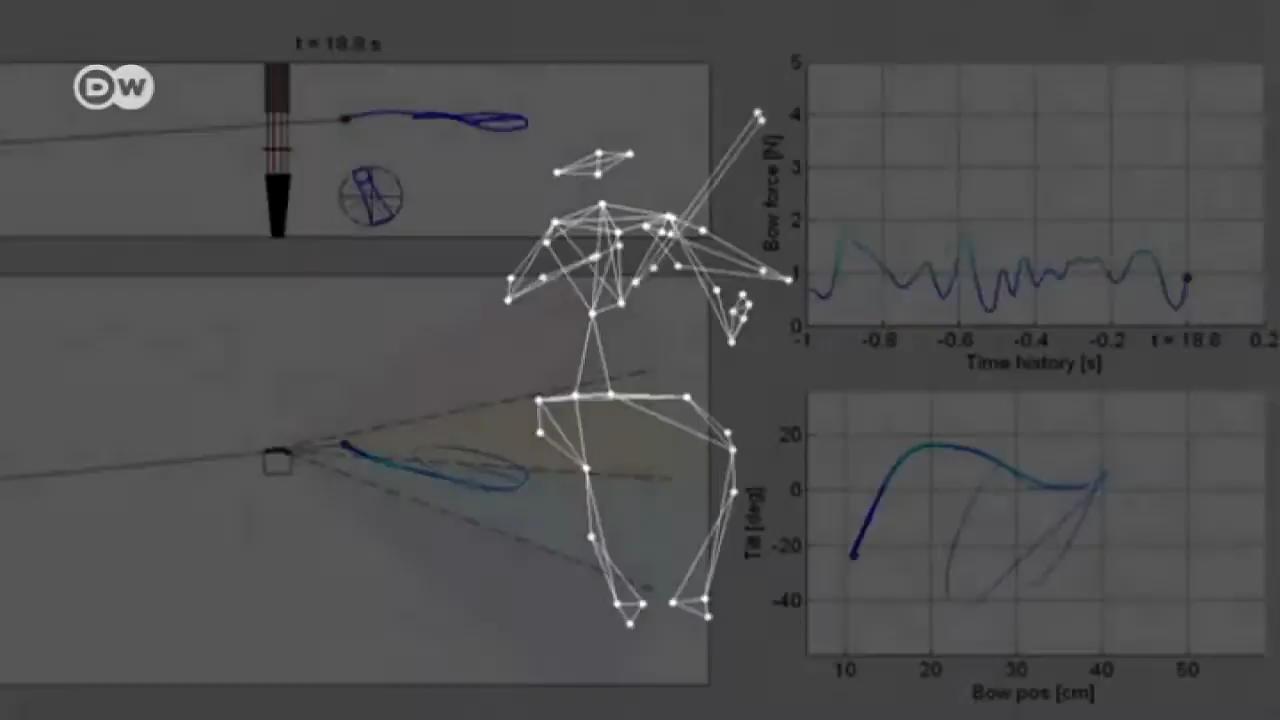 t = 18.8 s
DW
5
4
3
2
1
0
Bow force [N]
-1 -0.8 -0.6 -0.4 -0.2 t = 18.8 0.2
Time history [s]
20
0
-20
-40
Tilt [deg]
10 20 30 40 50
Bow pos [cm]